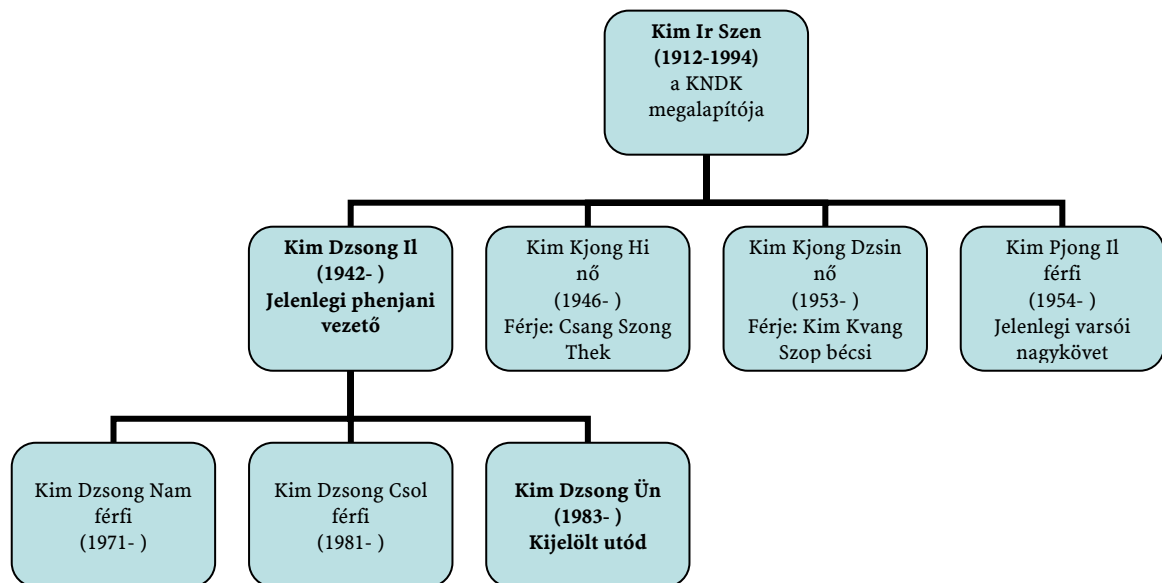 Kim Ir Szen
(1912-1994)
a KNDK
megalapítója
Kim Dzsong Il
(1942- )
Jelenlegi phenjani
vezető
Kim Kjong Hi
nő
(1946- )
Férje: Csang Szong
Thek
Kim Kjong Dzsin
nő
(1953- )
Férje: Kim Kvang
Szop bécsi
Kim Pjong Il
férfi
(1954- )
Jelenlegi varsói
nagykövet
Kim Dzsong Nam
férfi
(1971- )
Kim Dzsong Csol
férfi
(1981- )
Kim Dzsong Ün
(1983- )
Kijelölt utód